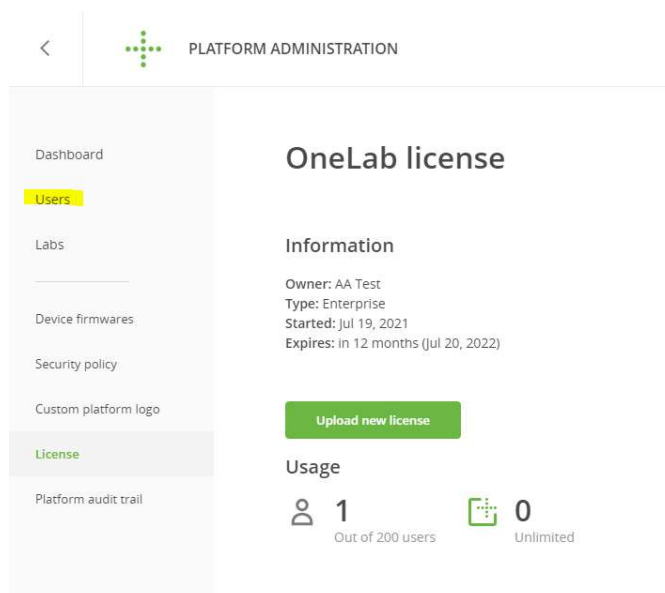 PLATFORM ADMINISTRATION
Dashboard
Users
Labs
Device firmwares
Security policy
Custom platform logo
License
Platform audit trail
OneLab license
Information
Owner: AA Test
Type: Enterprise
Started: Jul 19, 2021
Expires: in 12 months (Jul 20, 2022)
Upload new license
Usage
1
Out of 200 users
0
Unlimited